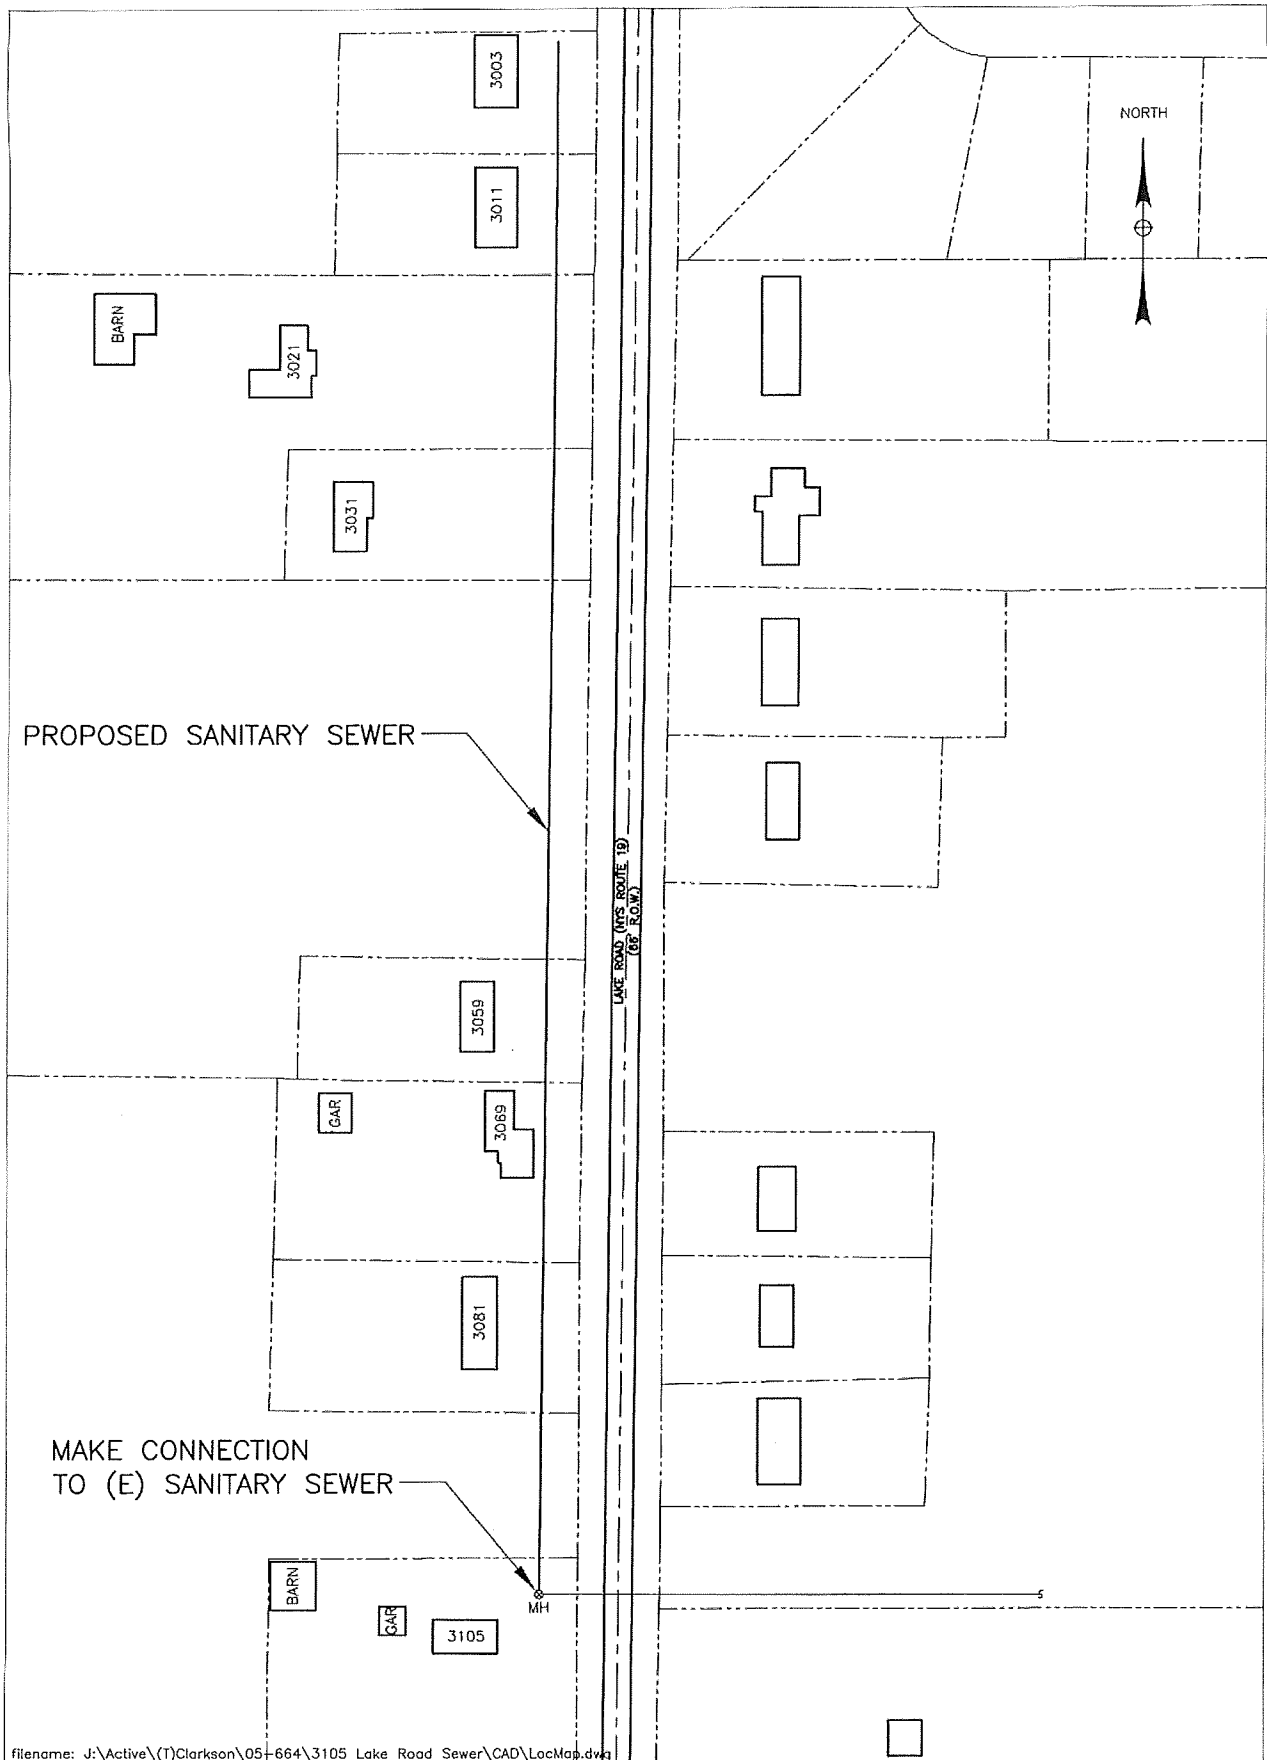 3003
NORTH
3011
BARN
3021
3031
PROPOSED SANITARY SEWER
LAKE ROAD (NYS ROUTE 19)
(66' R.O.W.)
3059
GAR
3069
3081
MAKE CONNECTION
TO (E) SANITARY SEWER
BARN
MH
S
GAR
3105
filename: J:\Active\(T)Clarkson\05-664\3105 Lake Road Sewer\CAD\LocMap.dwg